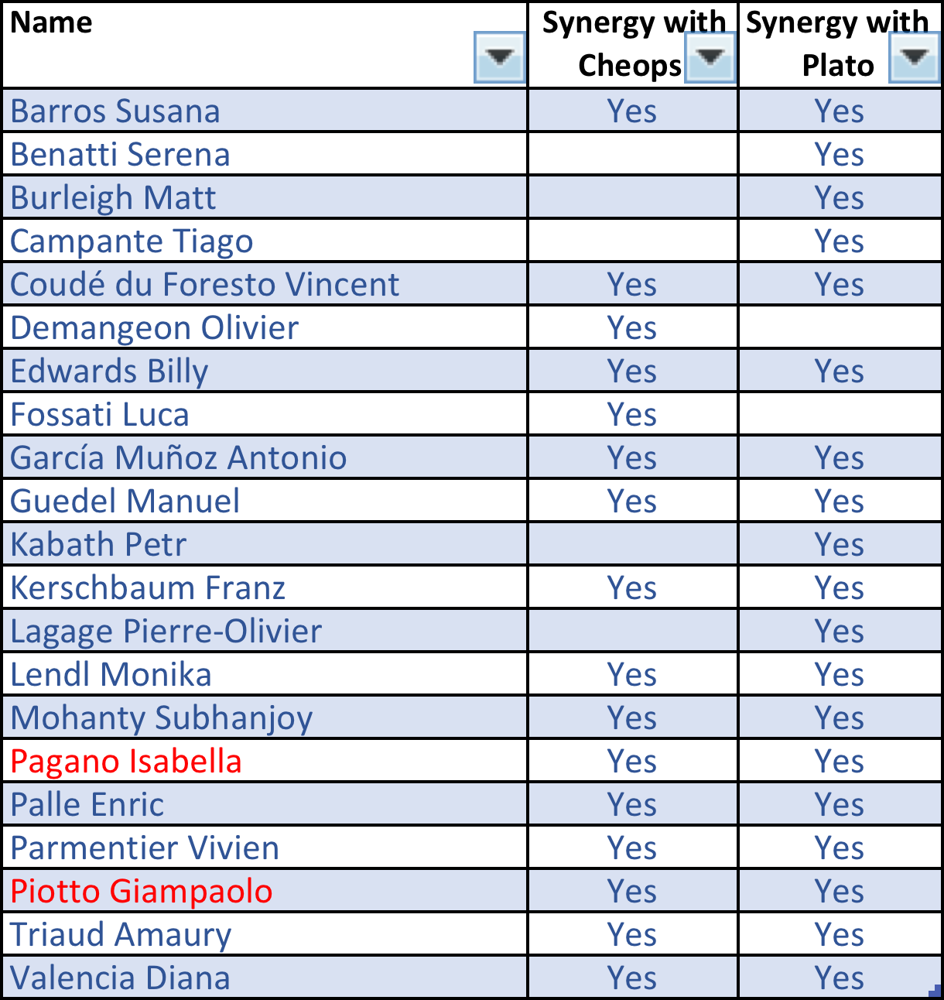 Name Synergy with Cheops Synergy with Plato
Barros Susana Yes Yes
Benatti Serena Yes
Burleigh Matt Yes
Campante Tiago Yes
Coudé du Foresto Vincent Yes Yes
Demangeon Olivier Yes
Edwards Billy Yes Yes
Fossati Luca Yes
García Muñoz Antonio Yes Yes
Guedel Manuel Yes Yes
Kabath Petr Yes
Kerschbaum Franz Yes Yes
Lagage Pierre-Olivier Yes
Lendl Monika Yes Yes
Mohanty Subhanjoy Yes Yes
Pagano Isabella Yes Yes
Palle Enric Yes Yes
Parmentier Vivien Yes Yes
Piotto Giampaolo Yes Yes
Triaud Amaury Yes Yes
Valencia Diana Yes Yes